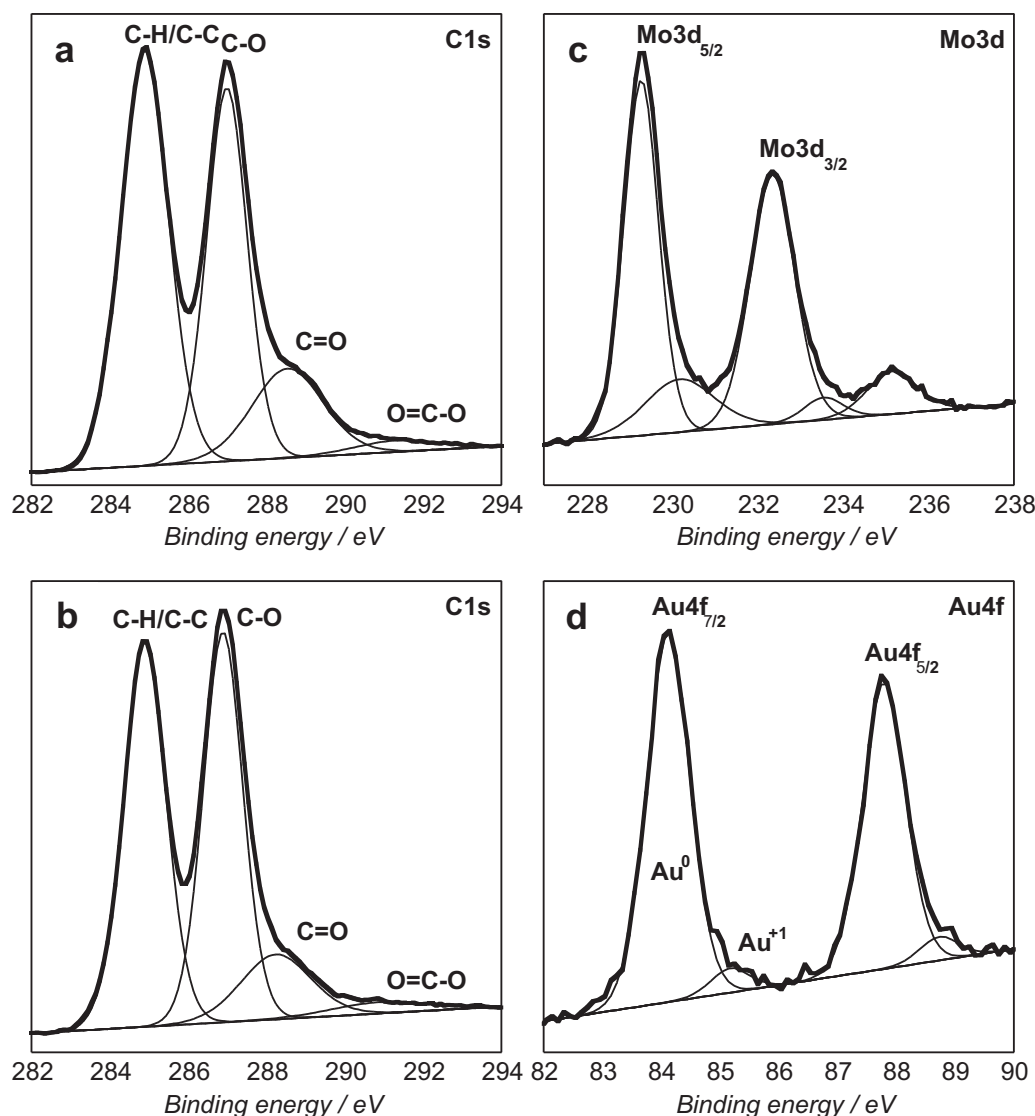 a
C-H/C-C
C-O
C1s
C=O
O=C-O
282 284 286 288 290 292 294
Binding energy / eV
c
Mo3d5/2
Mo3d
Mo3d3/2
228 230 232 234 236 238
Binding energy / eV
b
C-H/C-C
C-O
C1s
C=O
O=C-O
282 284 286 288 290 292 294
Binding energy / eV
d
Au4f7/2
Au4f
Au4f5/2
Au0
Au+1
82 83 84 85 86 87 88 89 90
Binding energy / eV